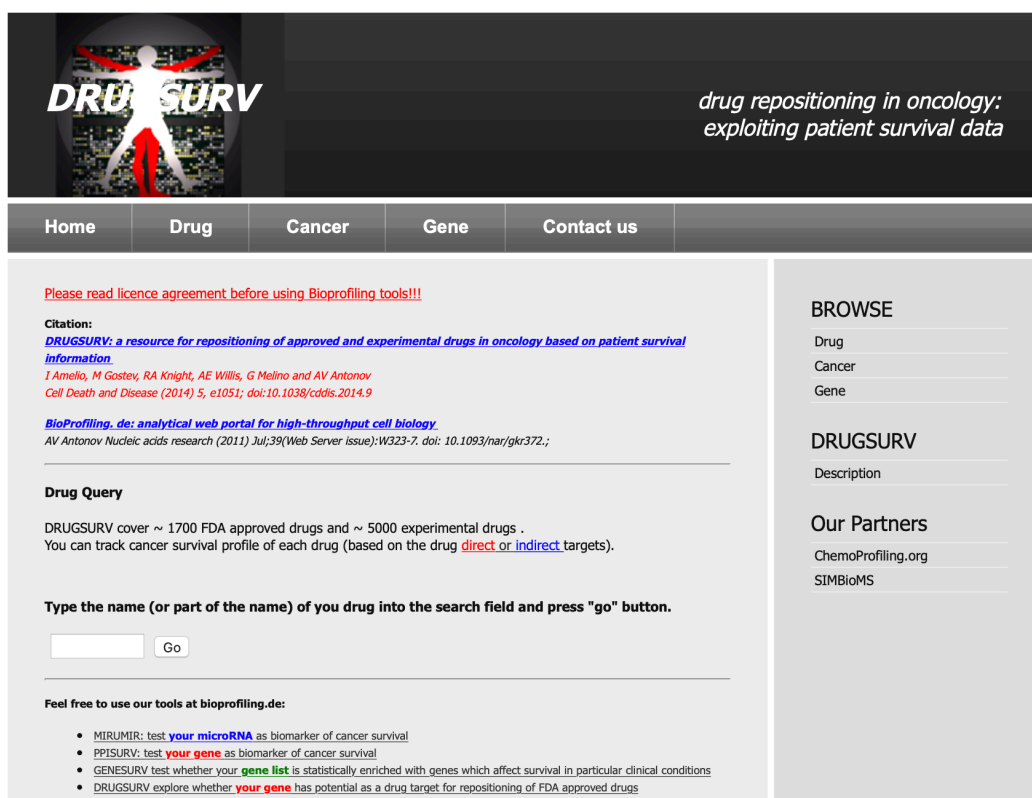 DRUGSURV
drug repositioning in oncology:
exploiting patient survival data
Home Drug Cancer Gene Contact us
Please read licence agreement before using Bioprofiling tools!!!
Citation:
DRUGSURV: a resource for repositioning of approved and experimental drugs in oncology based on patient survival
information
I Amelio, M Gostev, RA Knight, AE Willis, G Melino and AV Antonov
Cell Death and Disease (2014) 5, e1051; doi:10.1038/cddis.2014.9
BioProfiling. de: analytical web portal for high-throughput cell biology
AV Antonov Nucleic acids research (2011) Jul;39(Web Server issue):W323-7. doi: 10.1093/nar/gkr372.;
Drug Query
DRUGSURV cover ~ 1700 FDA approved drugs and ~ 5000 experimental drugs .
You can track cancer survival profile of each drug (based on the drug direct or indirect targets).
Type the name (or part of the name) of you drug into the search field and press "go" button.
Go
Feel free to use our tools at bioprofiling.de:
MIRUMIR: test your microRNA as biomarker of cancer survival
PPISURV: test your gene as biomarker of cancer survival
GENESURV test whether your gene list is statistically enriched with genes which affect survival in particular clinical conditions
DRUGSURV explore whether your gene has potential as a drug target for repositioning of FDA approved drugs
BROWSE
Drug
Cancer
Gene
DRUGSURV
Description
Our Partners
ChemoProfiling.org
SIMBioMS